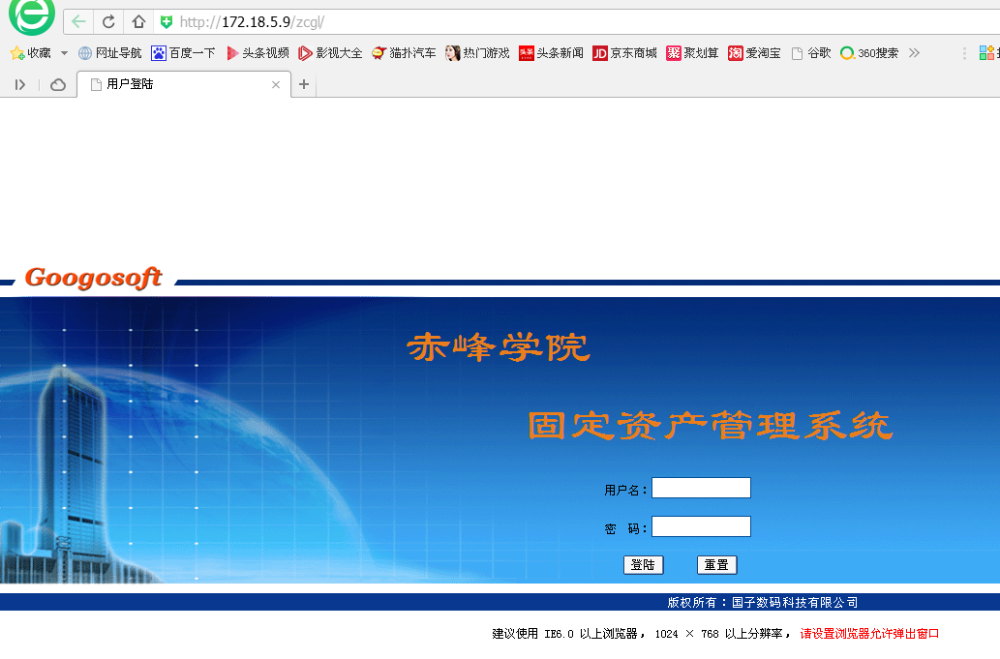 http://172.18.5.9/zcgl/
收藏 网址导航 百度一下 头条视频 影视大全 猫扑汽车 热门游戏 头条 头条新闻 JD 京东商城 聚 聚划算 淘 爱淘宝 谷歌 360搜索
用户登陆
Googosoft
赤峰学院
固定资产管理系统
用户名：
密 码：
登陆 重置
版权所有：国子数码科技有限公司
建议使用 IE6.0 以上浏览器，1024 × 768 以上分辨率，请设置浏览器允许弹出窗口